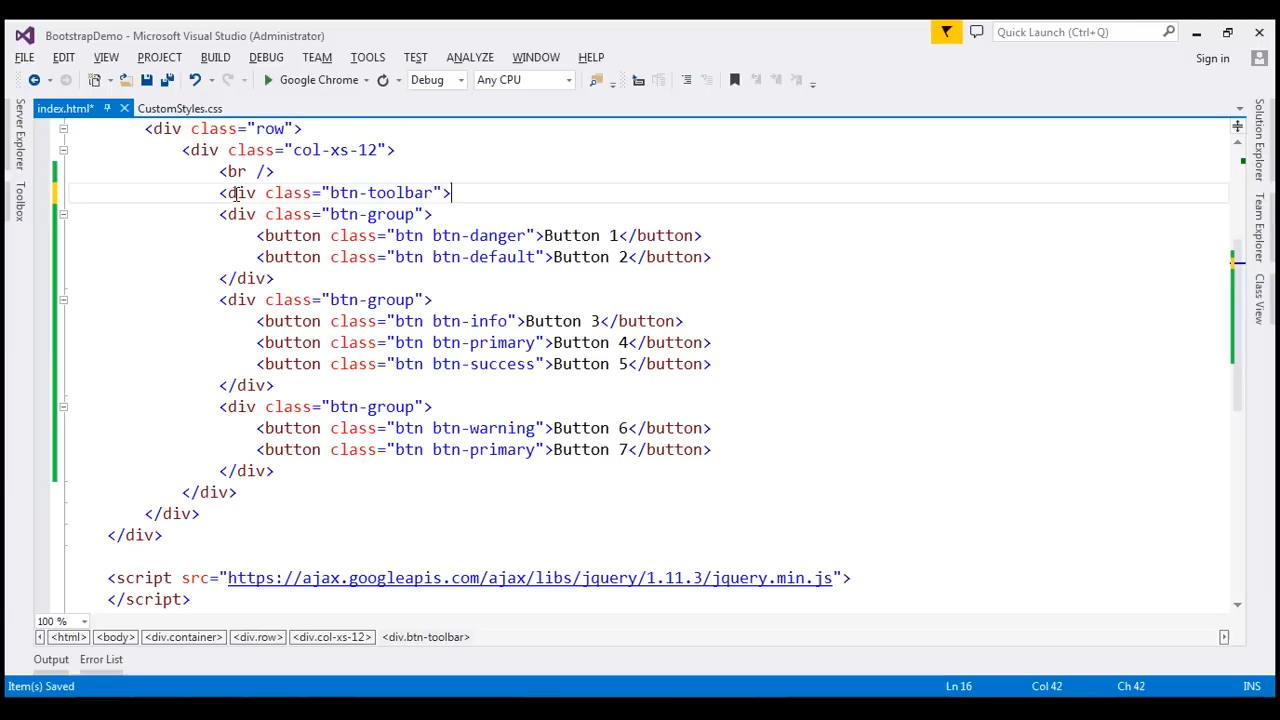 BootstrapDemo - Microsoft Visual Studio (Administrator)
Quick Launch (Ctrl+Q)
FILE EDIT VIEW PROJECT BUILD DEBUG TEAM TOOLS TEST ANALYZE WINDOW HELP
Sign in
Google Chrome Debug Any CPU
index.html* CustomStyles.css
Server Explorer
Toolbox
Solution Explorer
Team Explorer
Class View
<div class="row">
<div class="col-xs-12">
<br />
<div class="btn-toolbar">
<div class="btn-group">
<button class="btn btn-danger">Button 1</button>
<button class="btn btn-default">Button 2</button>
</div>
<div class="btn-group">
<button class="btn btn-info">Button 3</button>
<button class="btn btn-primary">Button 4</button>
<button class="btn btn-success">Button 5</button>
</div>
<div class="btn-group">
<button class="btn btn-warning">Button 6</button>
<button class="btn btn-primary">Button 7</button>
</div>
</div>
</div>
</div>
<script src="https://ajax.googleapis.com/ajax/libs/jquery/1.11.3/jquery.min.js">
</script>
100 %
<html> <body> <div.container> <div.row> <div.col-xs-12> <div.btn-toolbar>
Output Error List
Item(s) Saved Ln 16 Col 42 Ch 42 INS